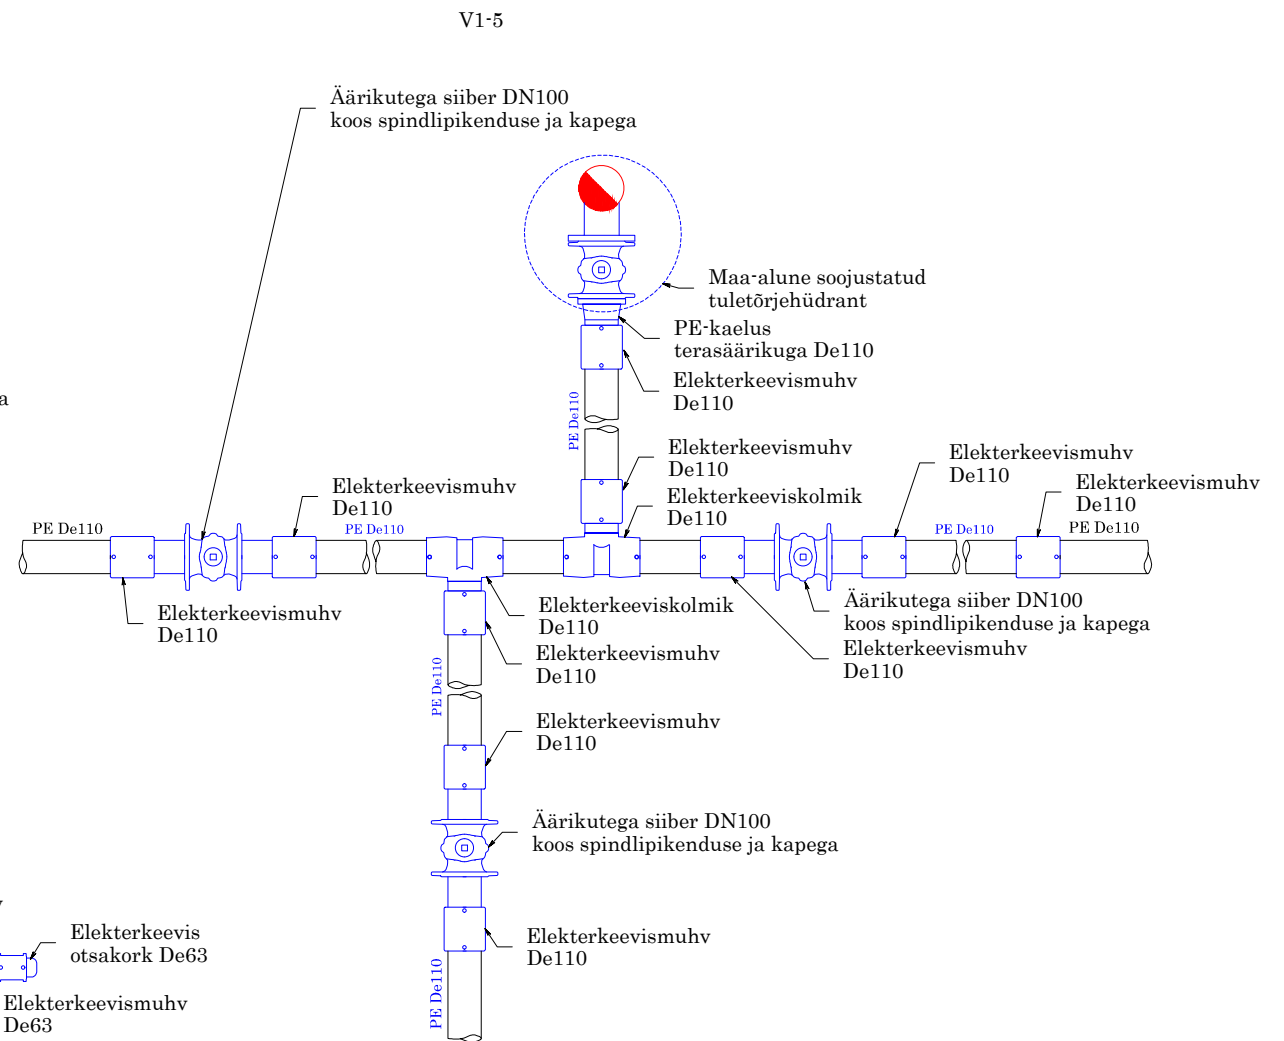 V1-5
Äärikutega siiber DN100
koos spindlipikenduse ja kapega
Maa-alune soojustatud
tuletõrjehüdrant
PE-kaelus
terasäärikuga De110
Elekterkeevismuhv
De110
a
PE De110
Elekterkeevismuhv
De110
Elekterkeeviskolmik
De110
Elekterkeevismuhv
De110
Elekterkeevismuhv
De110
Elekterkeevismuhv
De110
PE De110
PE De110
PE De110
PE De110
Elekterkeevismuhv
De110
Elekterkeeviskolmik
De110
Elekterkeevismuhv
De110
Äärikutega siiber DN100
koos spindlipikenduse ja kapega
Elekterkeevismuhv
De110
PE De110
Elekterkeevismuhv
De110
Äärikutega siiber DN100
koos spindlipikenduse ja kapega
Elekterkeevismuhv
De110
PE De110
Elekterkeevis
otsakork De63
Elekterkeevismuhv
De63